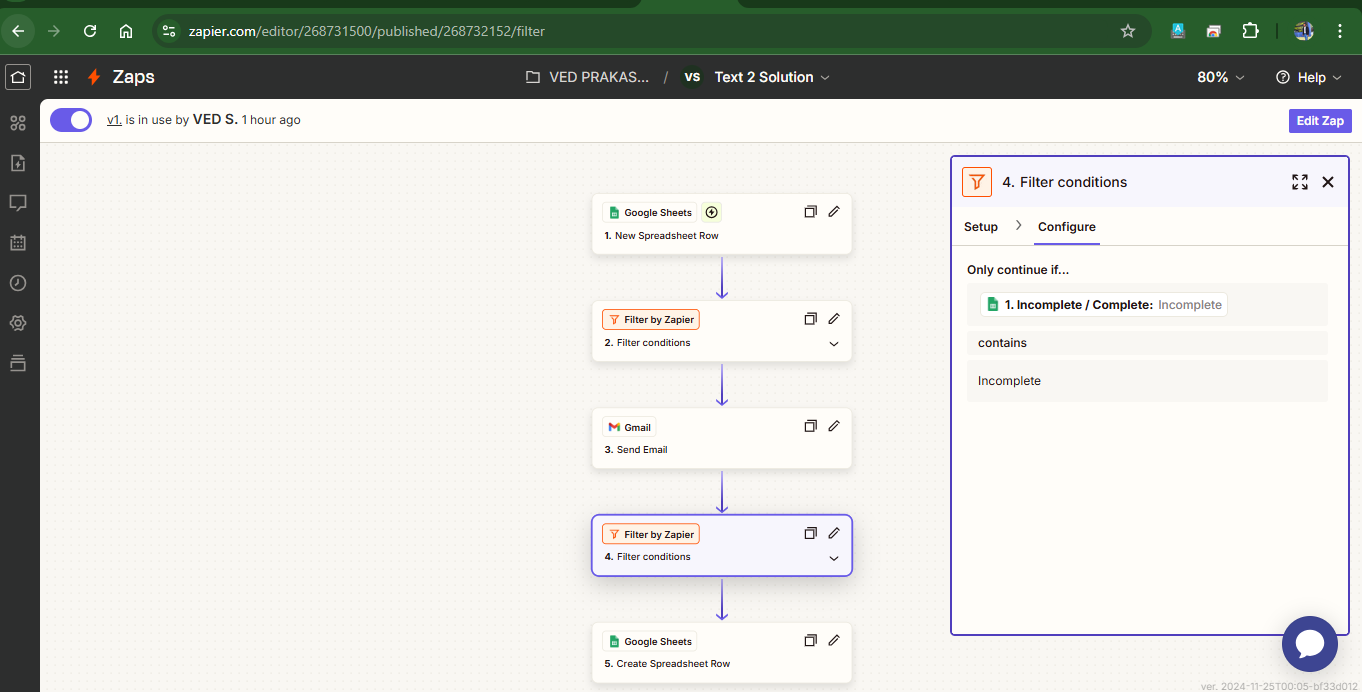 zapier.com/editor/268731500/published/268732152/filter
Zaps
VED PRAKAS... / VS Text 2 Solution
80%
Help
v1. is in use by VED S. 1 hour ago
Edit Zap
Google Sheets
1. New Spreadsheet Row
Filter by Zapier
2. Filter conditions
Gmail
3. Send Email
Filter by Zapier
4. Filter conditions
Google Sheets
5. Create Spreadsheet Row
4. Filter conditions
Setup
Configure
Only continue if...
1. Incomplete / Complete: Incomplete
contains
Incomplete
ver. 2024-11-25T00:05-bf33d012